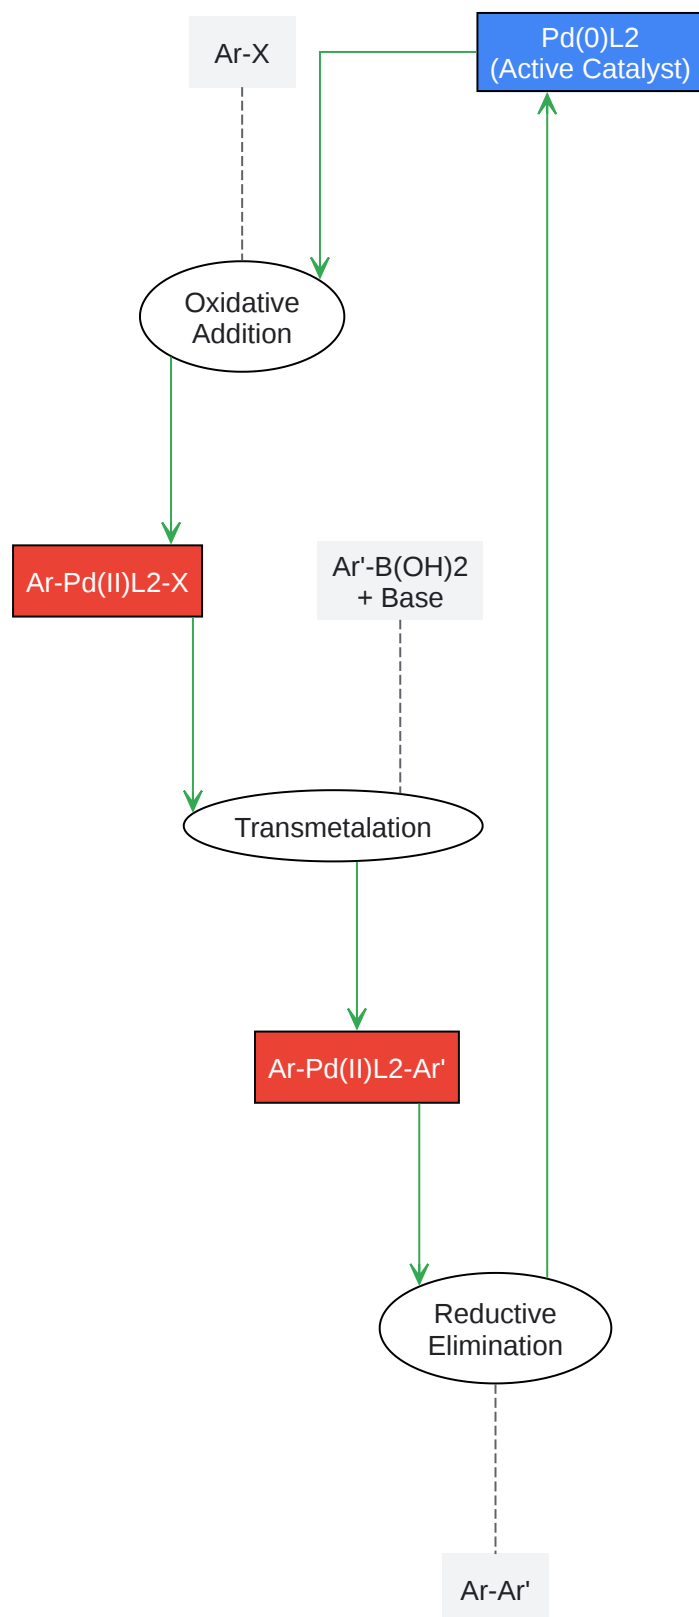 Ar-X
Pd(0)L2
(Active Catalyst)
Oxidative
Addition
Ar-Pd(II)L2-X
Ar'-B(OH)2
+ Base
Transmetalation
Ar-Pd(II)L2-Ar'
Reductive
Elimination
Ar-Ar'